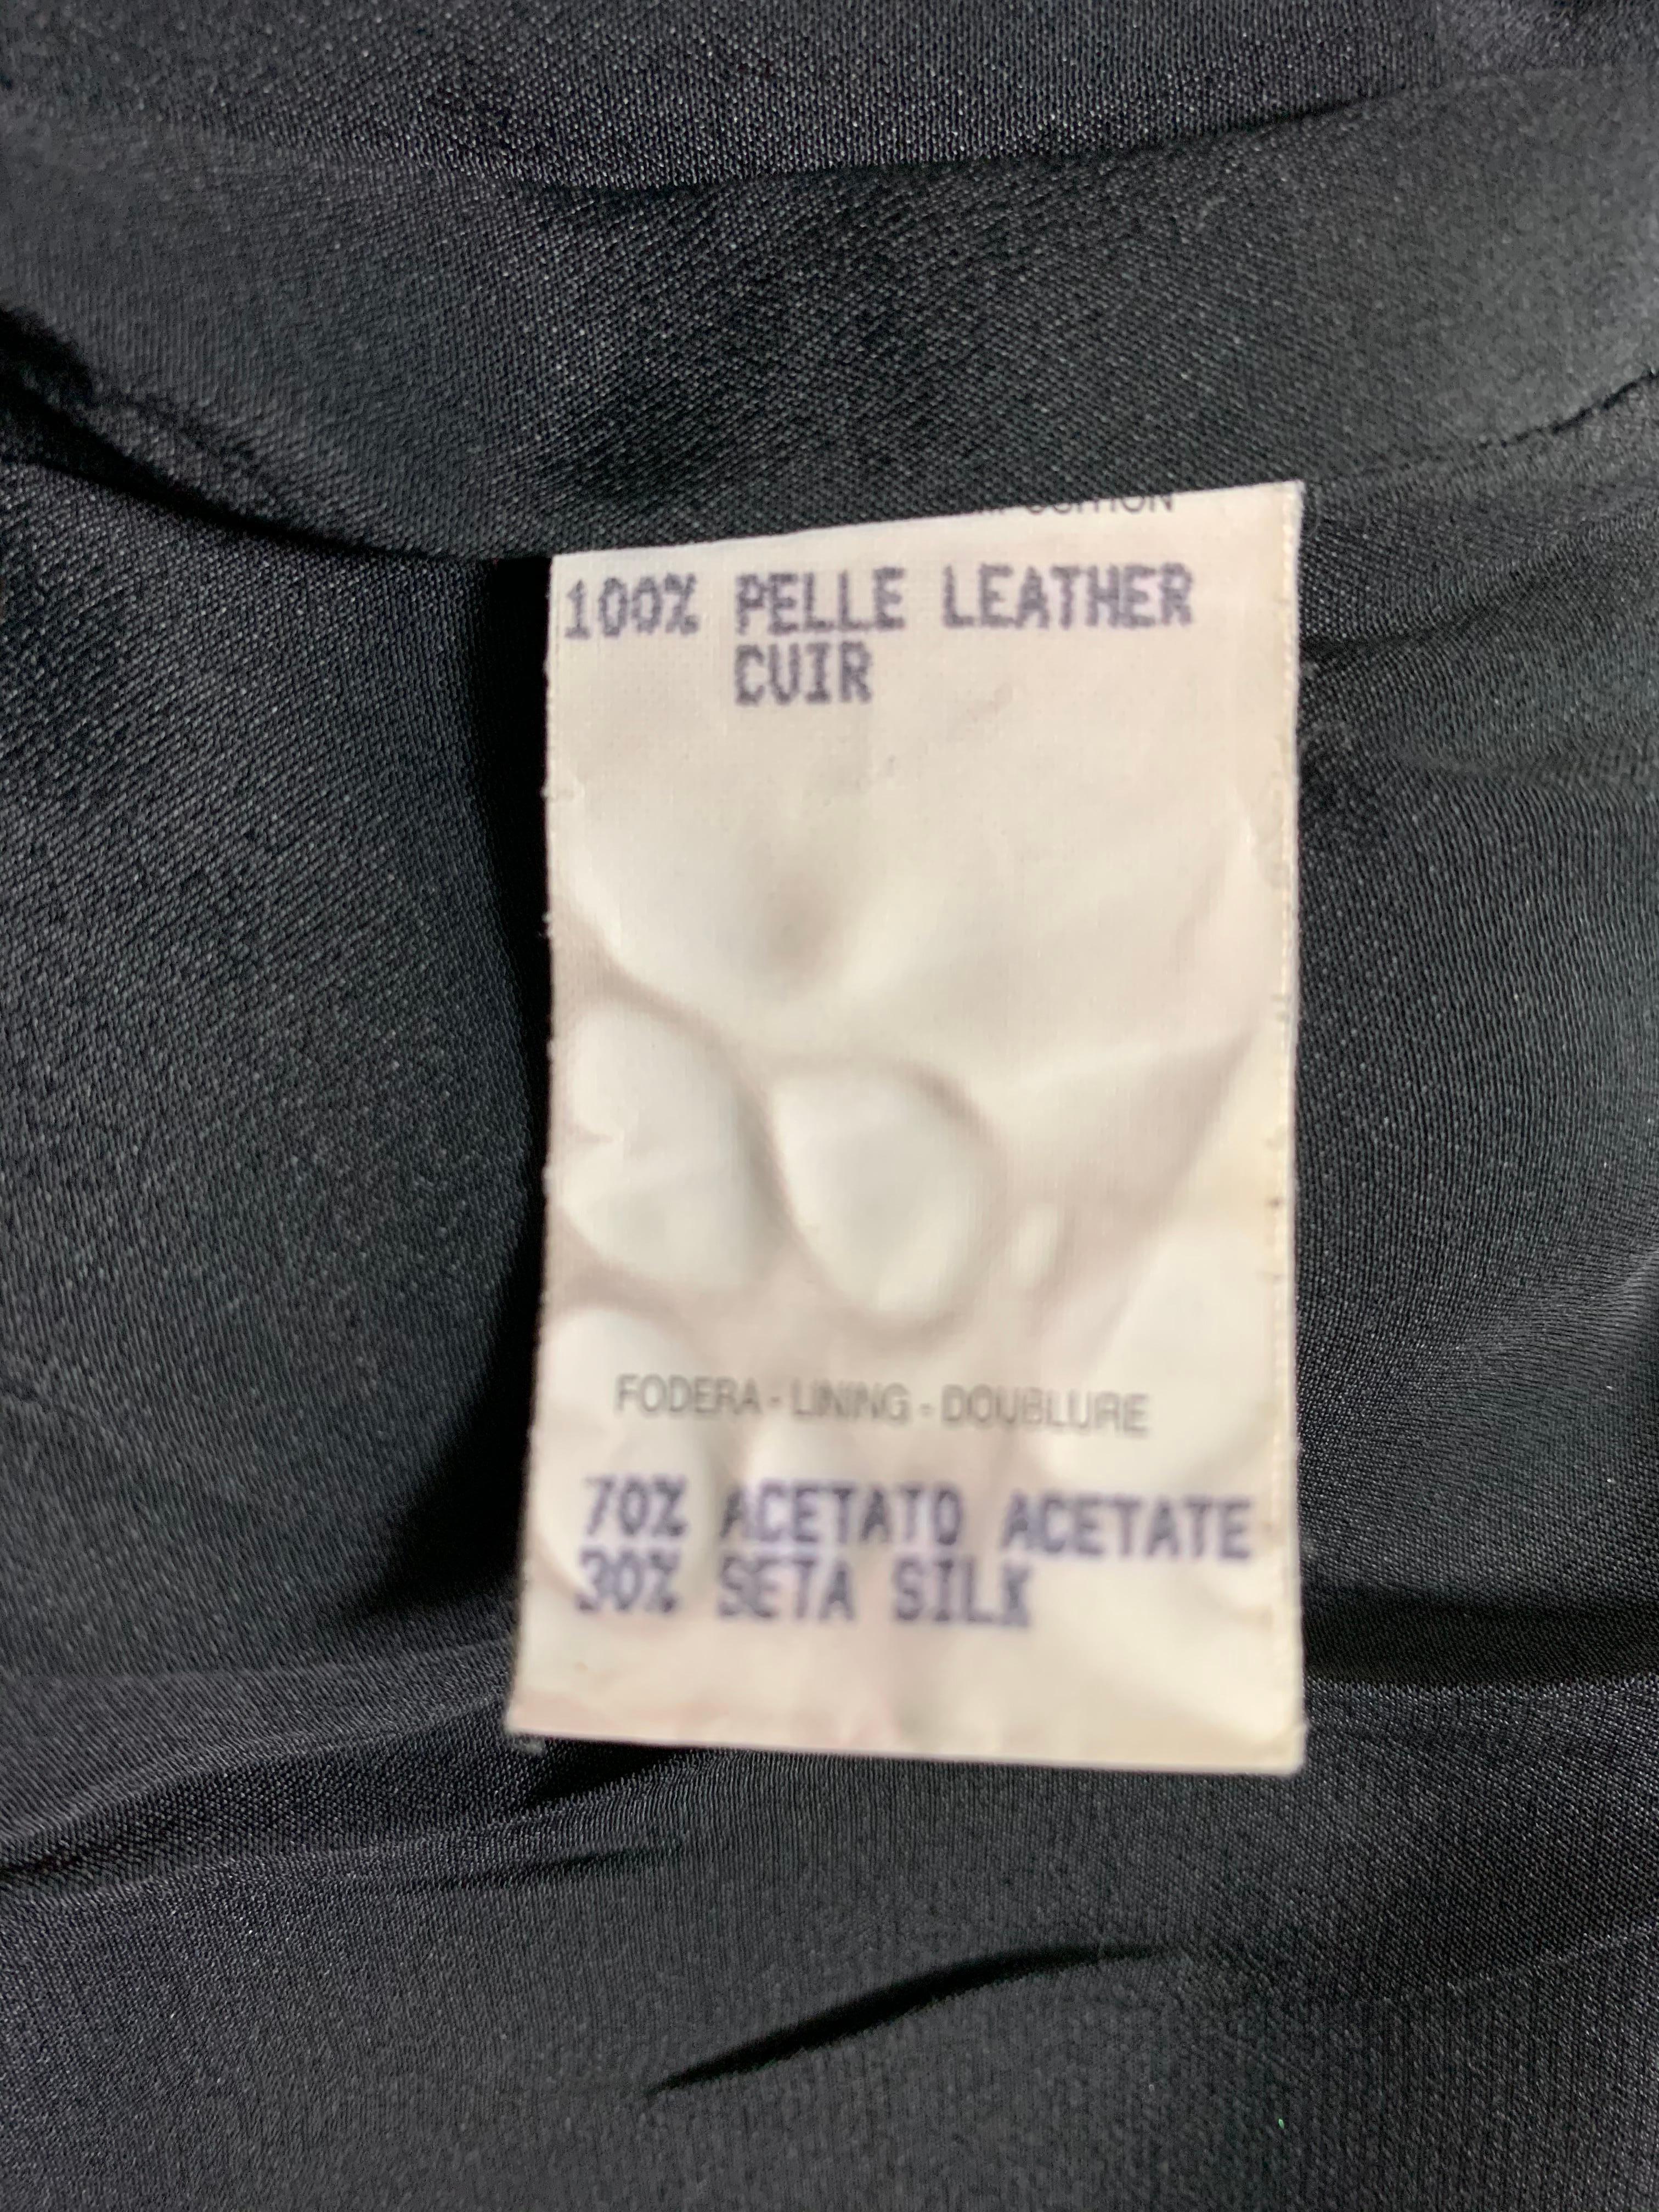 100% PELLE LEATHER
CUIR
FODERA - LINING - DOUBLURE
70% ACETATO ACETATE
30% SETA SILK